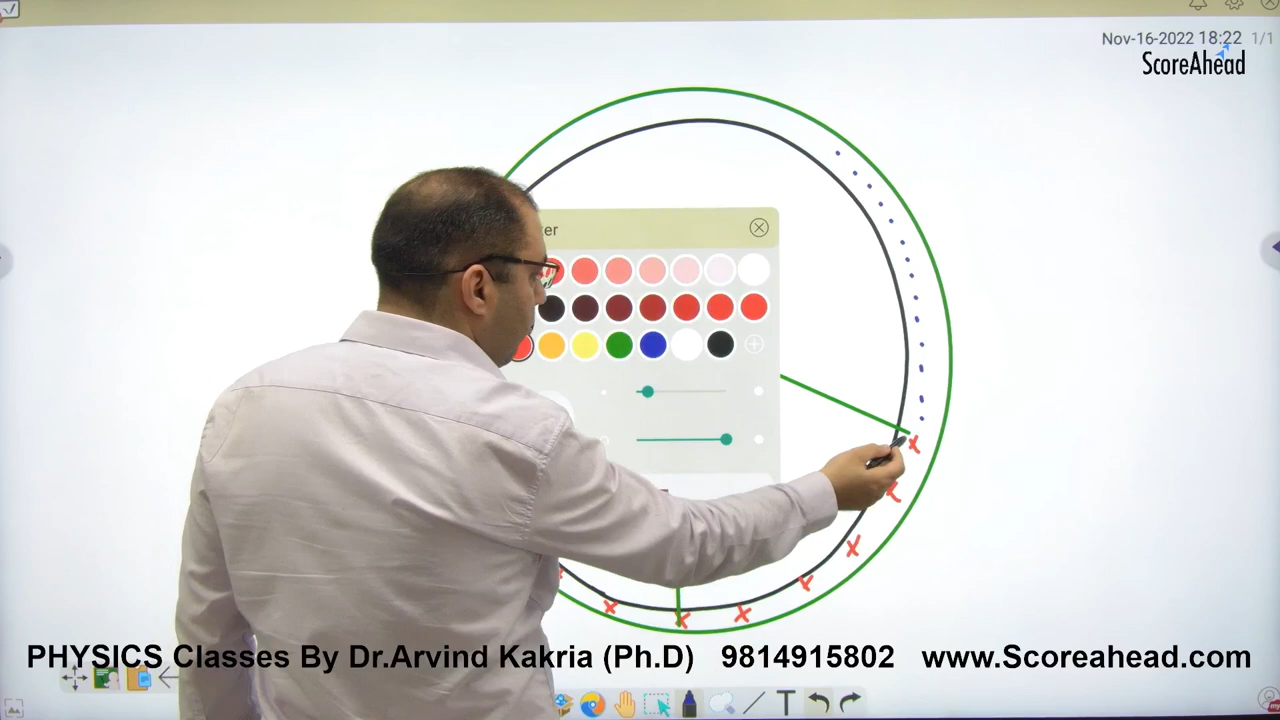 Nov-16-2022 18:22 1/1
ScoreAhead
er
PHYSICS Classes By Dr.Arvind Kakria (Ph.D) 9814915802 www.Scoreahead.com
T
my